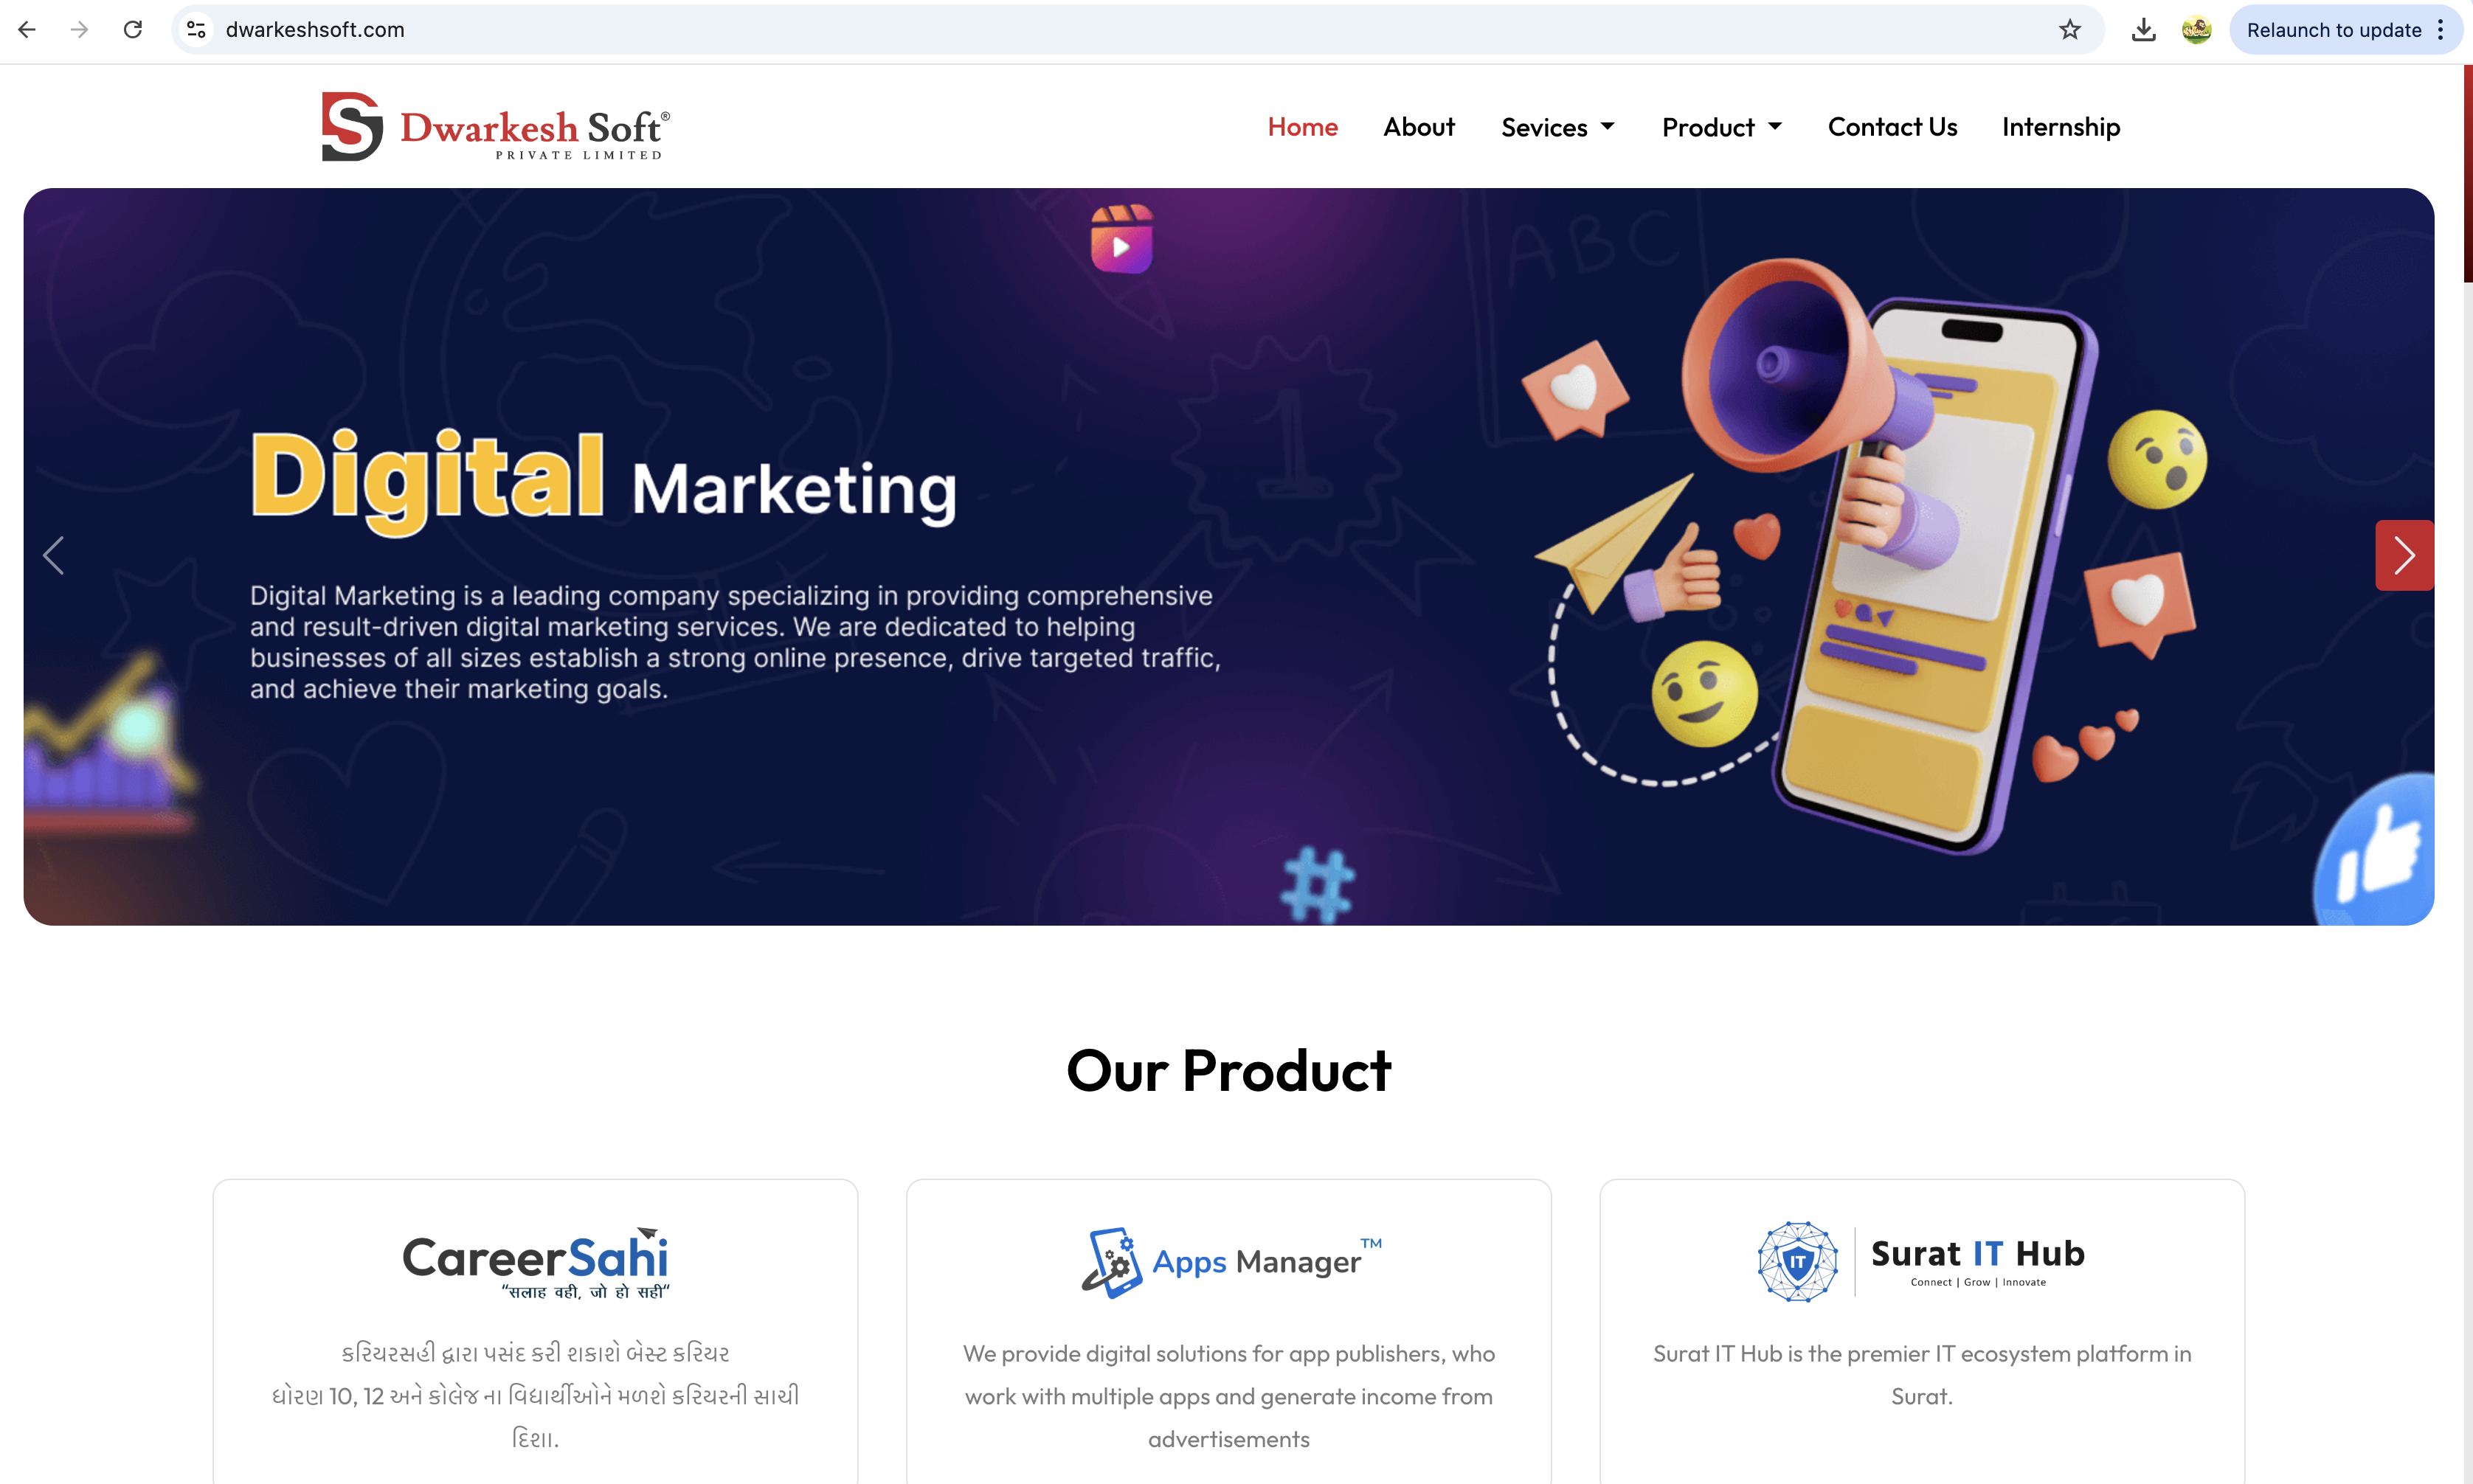 dwarkeshsoft.com
Relaunch to update
Dwarkesh Soft®
PRIVATE LIMITED
Home About Sevices Product Contact Us Internship
ABC
1
Digital Marketing
Digital Marketing is a leading company specializing in providing comprehensive
and result-driven digital marketing services. We are dedicated to helping
businesses of all sizes establish a strong online presence, drive targeted traffic,
and achieve their marketing goals.
#
Our Product
CareerSahi
“सलाह वही, जो हो सही“
કરિયરસહી દ્વારા પસંદ કરી શકાશે બેસ્ટ કરિયર
ધોરણ 10, 12 અને કોલેજ ના વિદ્યાર્થીઓને મળશે કરિયરની સાચી
દિશા.
Apps Manager™
We provide digital solutions for app publishers, who
work with multiple apps and generate income from
advertisements
IT
Surat IT Hub
Connect | Grow | Innovate
Surat IT Hub is the premier IT ecosystem platform in
Surat.